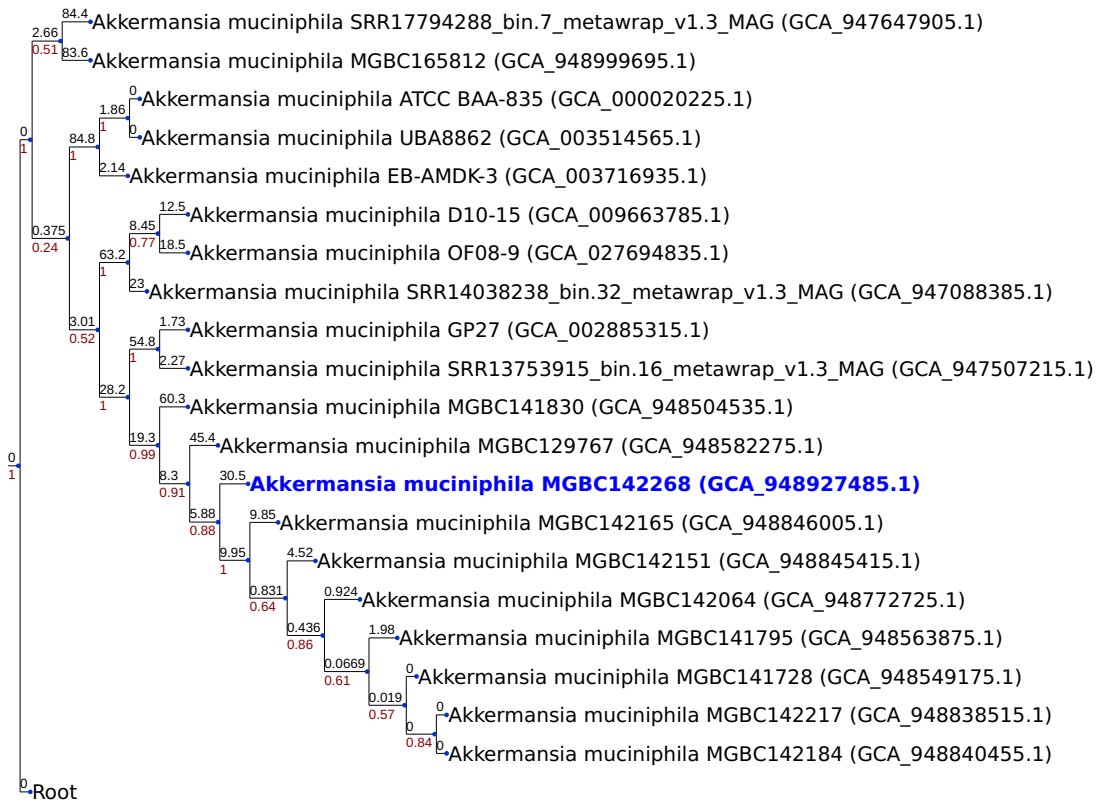 84.4
Akkermansia muciniphila SRR17794288_bin.7_metawrap_v1.3_MAG (GCA_947647905.1)
2.66
0.51
83.6
Akkermansia muciniphila MGBC165812 (GCA_948999695.1)
0
Akkermansia muciniphila ATCC BAA-835 (GCA_000020225.1)
1.86
1
0
1
0
Akkermansia muciniphila UBA8862 (GCA_003514565.1)
84.8
1
2.14
Akkermansia muciniphila EB-AMDK-3 (GCA_003716935.1)
12.5
Akkermansia muciniphila D10-15 (GCA_009663785.1)
0.375
0.24
8.45
0.77
18.5
Akkermansia muciniphila OF08-9 (GCA_027694835.1)
63.2
1
23
Akkermansia muciniphila SRR14038238_bin.32_metawrap_v1.3_MAG (GCA_947088385.1)
3.01
0.52
1.73
Akkermansia muciniphila GP27 (GCA_002885315.1)
54.8
1
2.27
Akkermansia muciniphila SRR13753915_bin.16_metawrap_v1.3_MAG (GCA_947507215.1)
28.2
1
60.3
Akkermansia muciniphila MGBC141830 (GCA_948504535.1)
19.3
0.99
45.4
Akkermansia muciniphila MGBC129767 (GCA_948582275.1)
0
1
8.3
0.91
30.5
Akkermansia muciniphila MGBC142268 (GCA_948927485.1)
5.88
0.88
9.85
Akkermansia muciniphila MGBC142165 (GCA_948846005.1)
9.95
1
4.52
Akkermansia muciniphila MGBC142151 (GCA_948845415.1)
0.831
0.64
0.924
Akkermansia muciniphila MGBC142064 (GCA_948772725.1)
0.436
0.86
1.98
Akkermansia muciniphila MGBC141795 (GCA_948563875.1)
0.0669
0.61
0
Akkermansia muciniphila MGBC141728 (GCA_948549175.1)
0.019
0.57
0
Akkermansia muciniphila MGBC142217 (GCA_948838515.1)
0
0.84
0
Akkermansia muciniphila MGBC142184 (GCA_948840455.1)
0
Root